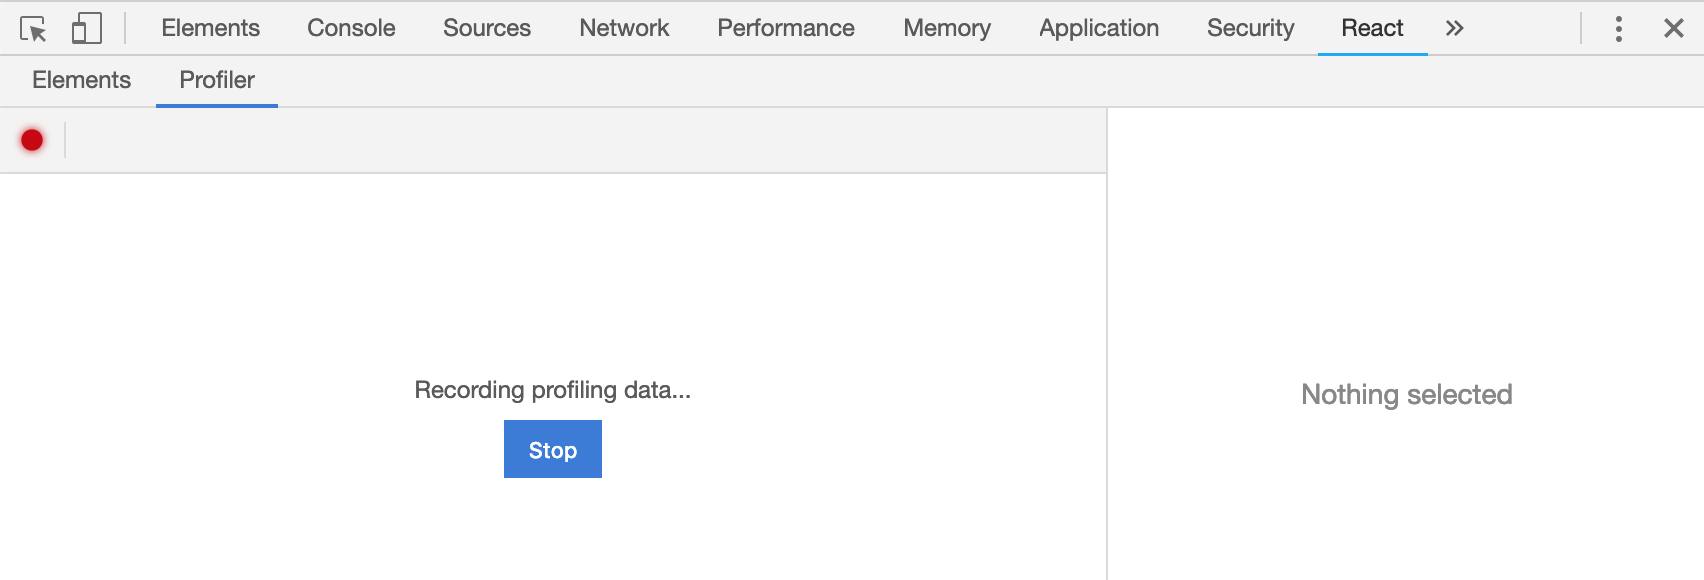 Elements Console Sources Network Performance Memory Application Security React »
Elements Profiler
Recording profiling data...
Stop
Nothing selected